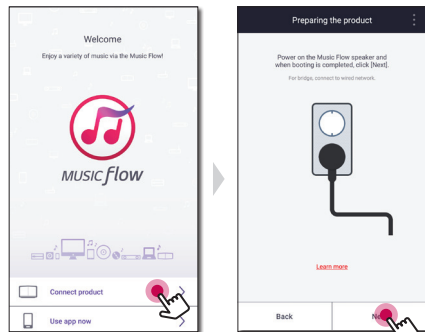 Welcome
Enjoy a variety of music via the Music Flow!
MUSIC flow
Connect product
Use app now
Preparing the product
Power on the Music Flow speaker and
when booting is completed, click [Next].
For bridge, connect to wired network.
Learn more
Back